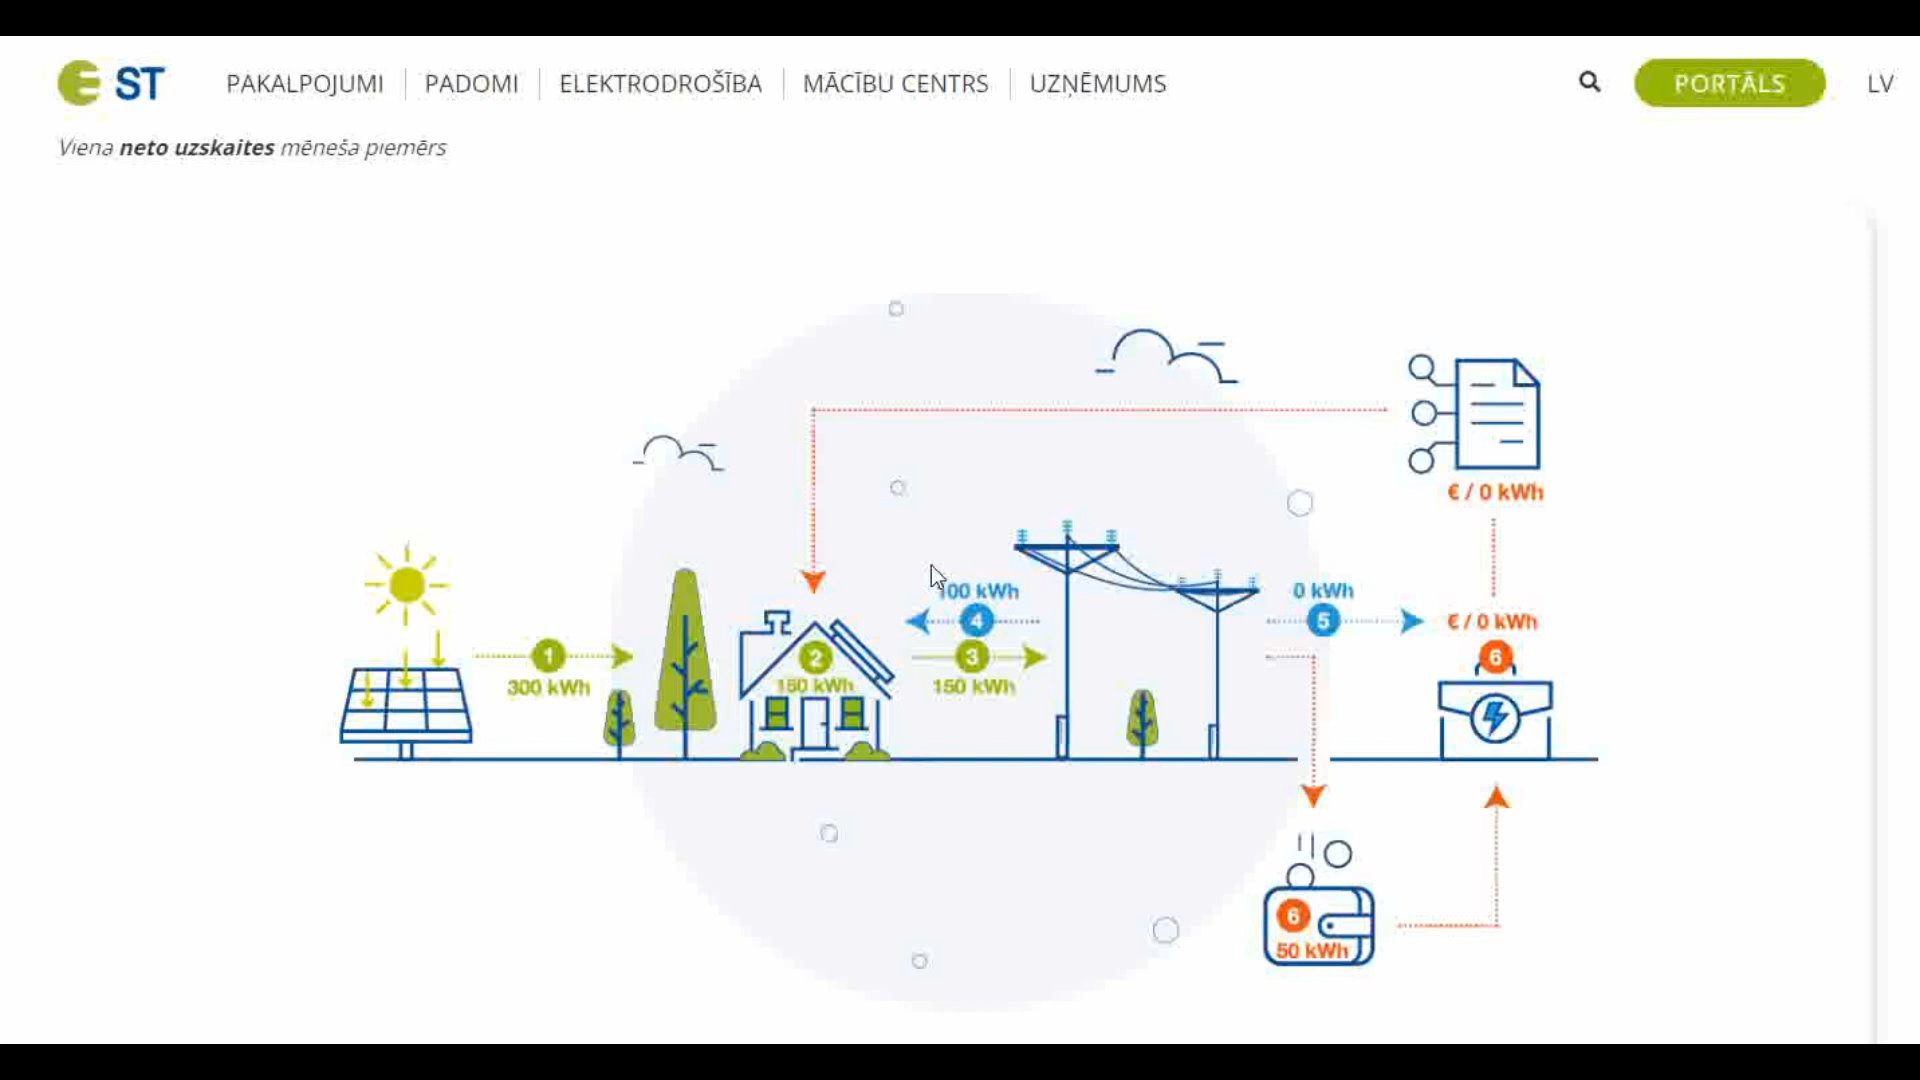 ST
PAKALPOJUMI
PADOMI
ELEKTRODROŠĪBA
MĀCĪBU CENTRS
UZŅĒMUMS
PORTĀLS
LV
Viena neto uzskaites mēneša piemērs
€ / 0 kWh
100 kWh
4
0 kWh
5
€ / 0 kWh
6
1
300 kWh
2
150 kWh
3
150 kWh
6
50 kWh